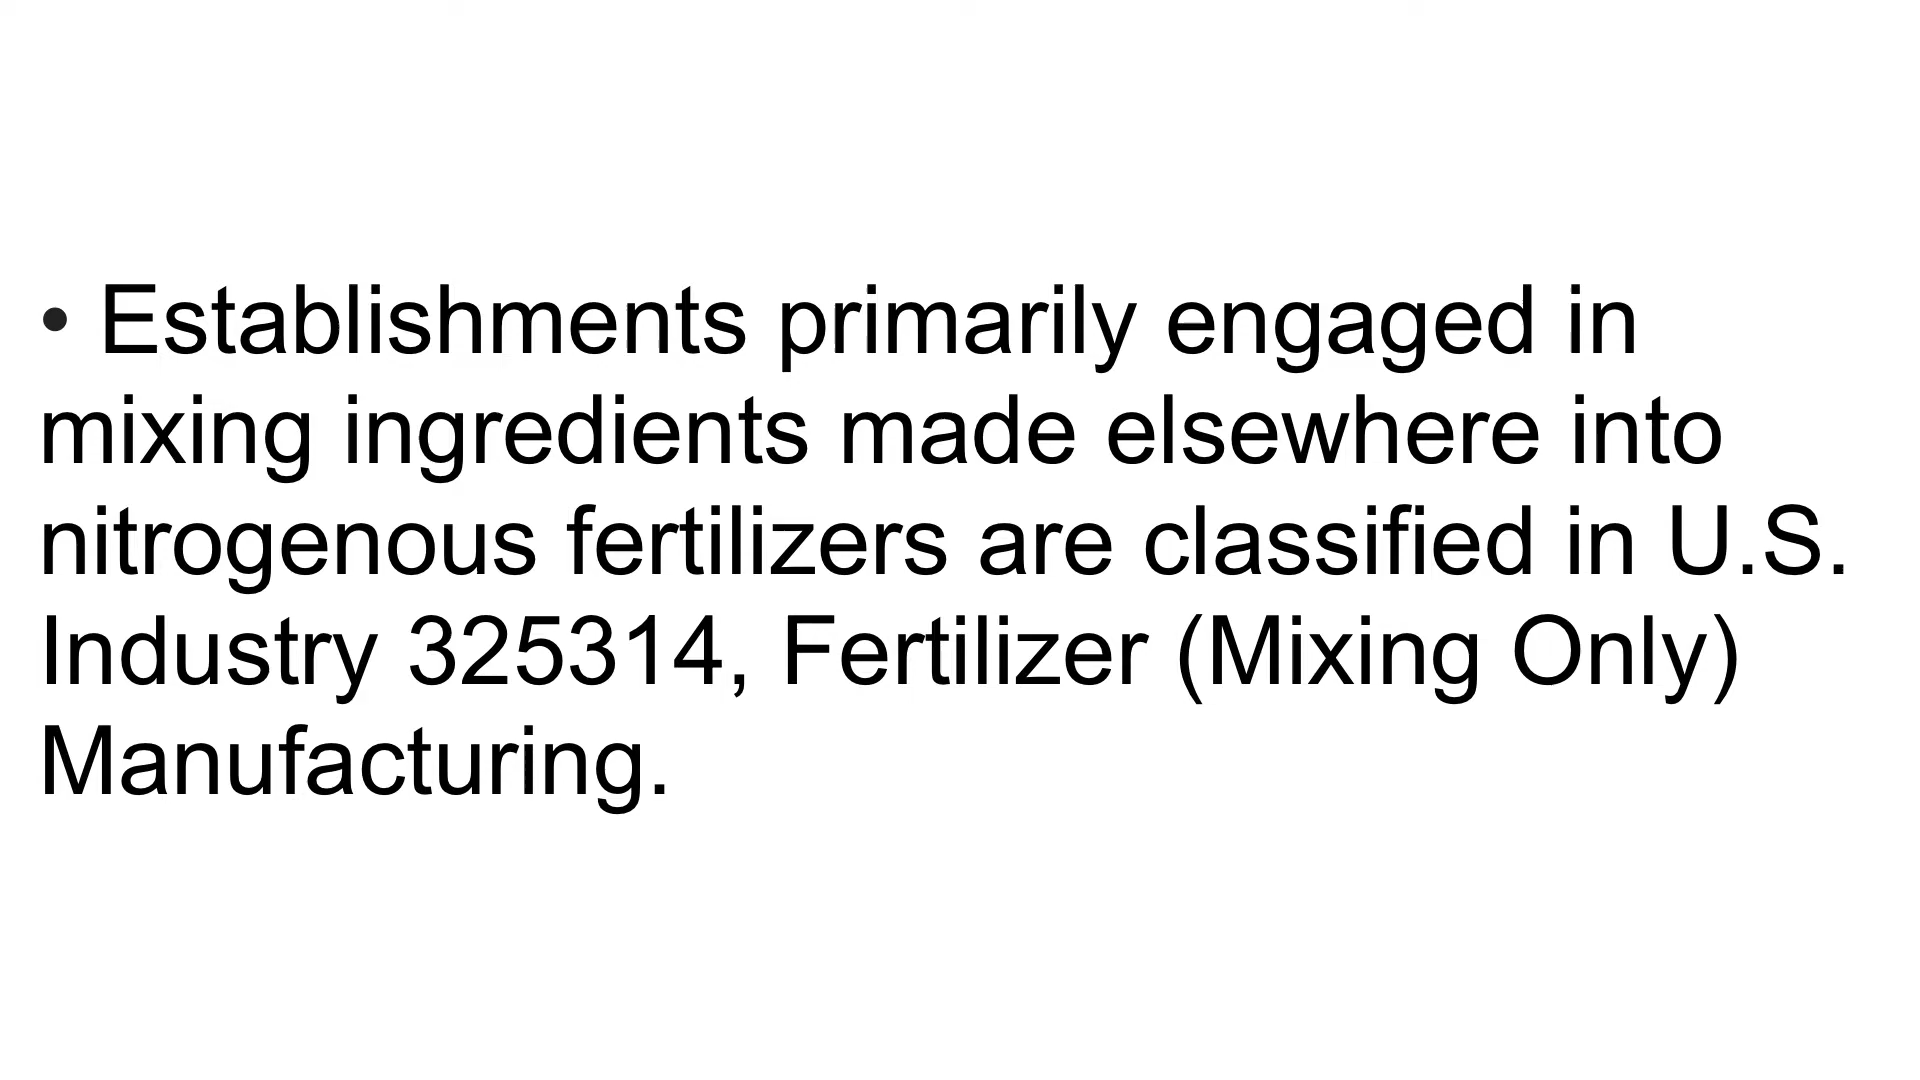 • Establishments primarily engaged in
mixing ingredients made elsewhere into
nitrogenous fertilizers are classified in U.S.
Industry 325314, Fertilizer (Mixing Only)
Manufacturing.